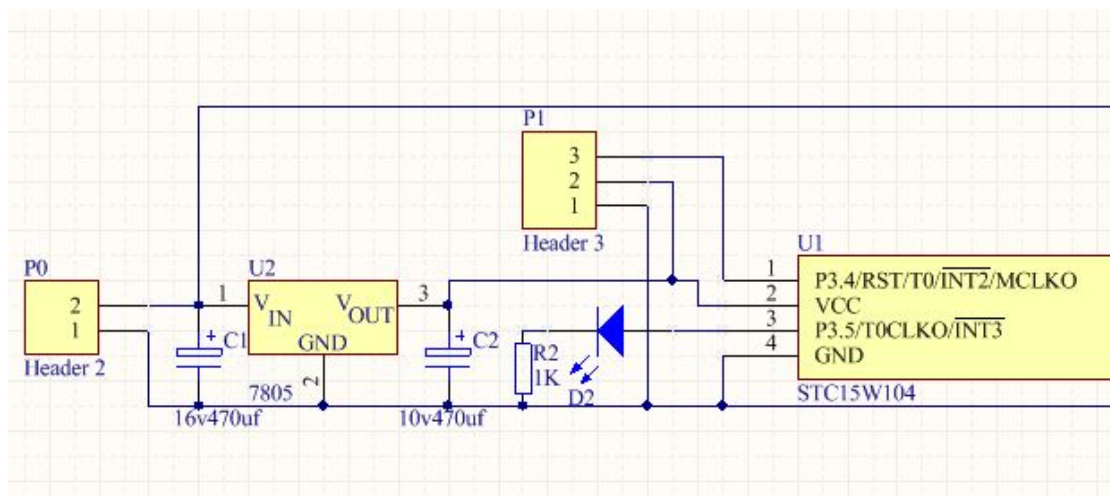 P1
3
2
1
Header 3
P0
2
1
Header 2
U2
1
3
VIN
VOUT
GND
2
7805
C1
16v470uf
C2
10v470uf
R2
1K
D2
U1
1
P3.4/RST/T0/INT2/MCLKO
2
VCC
3
P3.5/T0CLKO/INT3
4
GND
STC15W104